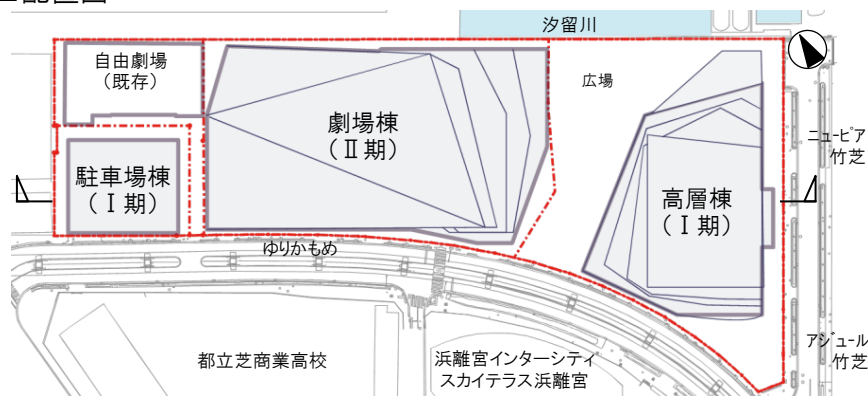 汐留川
自由劇場
（既存）
広場
劇場棟
（Ⅱ期）
ニューピア
竹芝
駐車場棟
（Ⅰ期）
高層棟
（Ⅰ期）
ゆりかもめ
アジュール
竹芝
都立芝商業高校
浜離宮インターシティ
スカイテラス浜離宮